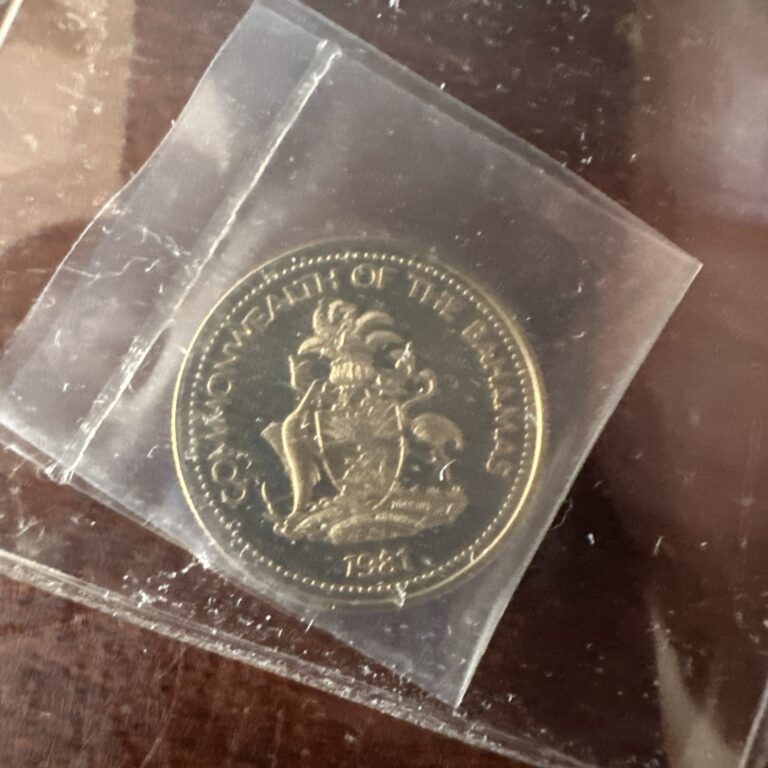 COMMONWEALTH OF THE BAHAMAS
1981